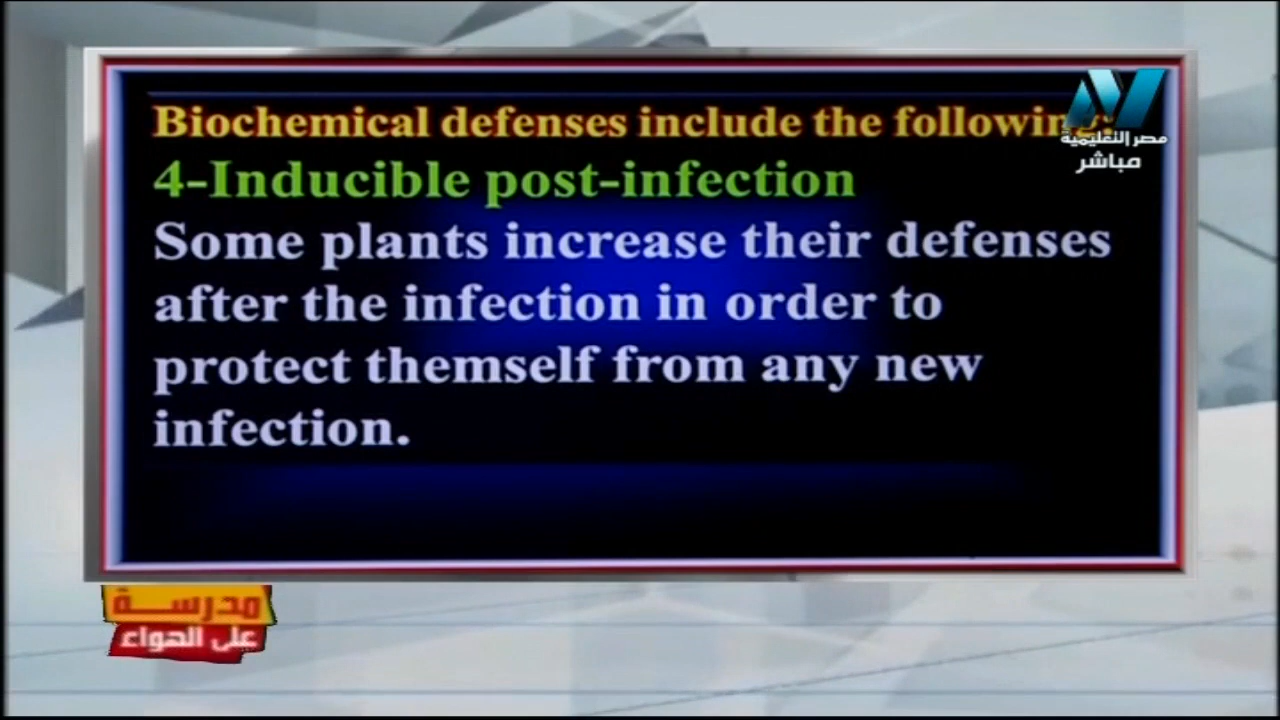 Biochemical defenses include the following:
مصر التعليمية
مباشر
4-Inducible post-infection
Some plants increase their defenses
after the infection in order to
protect themself from any new
infection.
مدرسة
على الهواء